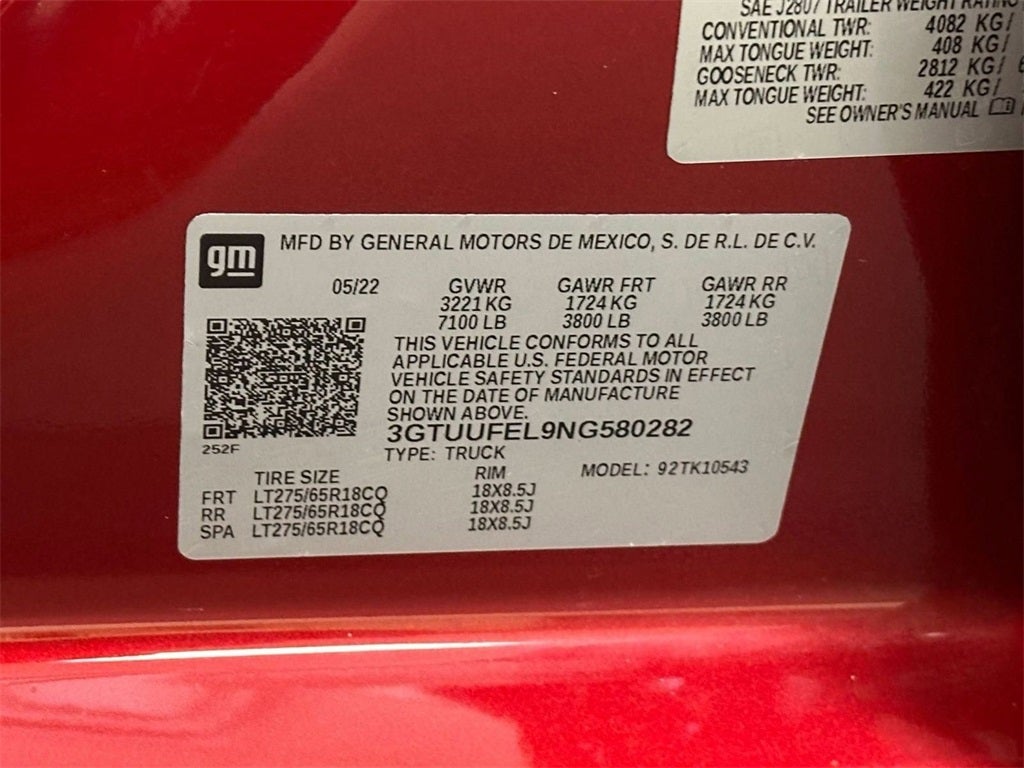 SAE J2807 TRAILER WEIGHT RATING
CONVENTIONAL TWR: 4082 KG/
MAX TONGUE WEIGHT: 408 KG/
GOOSENECK TWR: 2812 KG/ 6
MAX TONGUE WEIGHT: 422 KG/
SEE OWNER'S MANUAL
gm
MFD BY GENERAL MOTORS DE MEXICO, S. DE R.L. DE C.V.
05/22 GVWR GAWR FRT GAWR RR
3221 KG 1724 KG 1724 KG
7100 LB 3800 LB 3800 LB
THIS VEHICLE CONFORMS TO ALL
APPLICABLE U.S. FEDERAL MOTOR
VEHICLE SAFETY STANDARDS IN EFFECT
ON THE DATE OF MANUFACTURE
SHOWN ABOVE.
3GTUUFEL9NG580282
252F
TYPE: TRUCK
TIRE SIZE RIM MODEL: 92TK10543
FRT LT275/65R18CQ 18X8.5J
RR LT275/65R18CQ 18X8.5J
SPA LT275/65R18CQ 18X8.5J